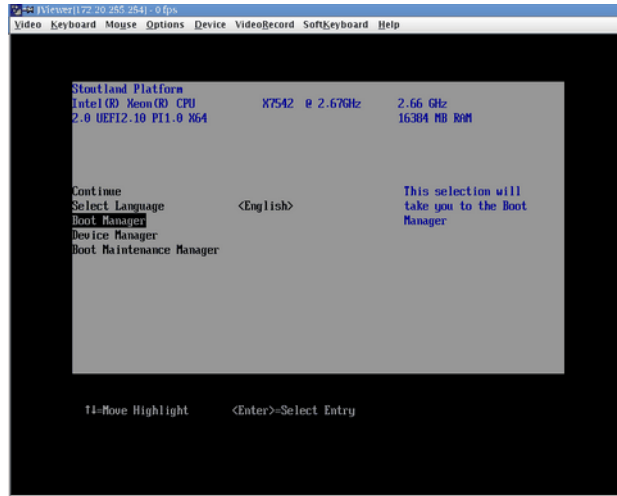 JViewer[172.20.255.254] - 0 fps
Video Keyboard Mouse Options Device VideoRecord SoftKeyboard Help
Stoutland Platform
Intel(R) Xeon(R) CPU X7542 @ 2.67GHz 2.66 GHz
2.0 UEFI2.10 PI1.0 X64 16384 MB RAM
Continue This selection will
Select Language <English> take you to the Boot
Boot Manager Manager
Device Manager
Boot Maintenance Manager
↑↓=Move Highlight <Enter>=Select Entry